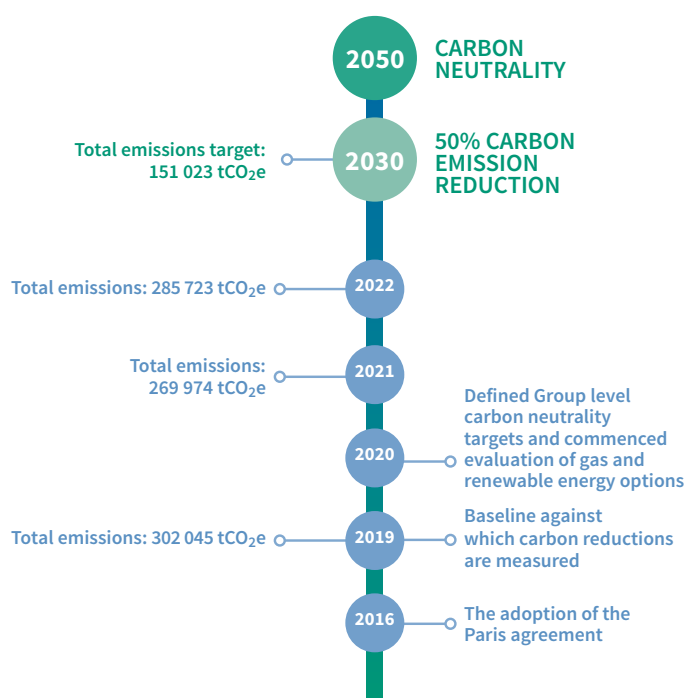 2050
CARBON
NEUTRALITY
Total emissions target:
151 023 tCO₂e
2030
50% CARBON
EMISSION
REDUCTION
Total emissions: 285 723 tCO₂e
2022
Total emissions:
269 974 tCO₂e
2021
2020
Defined Group level
carbon neutrality
targets and commenced
evaluation of gas and
renewable energy options
Total emissions: 302 045 tCO₂e
2019
Baseline against
which carbon reductions
are measured
2016
The adoption of the
Paris agreement